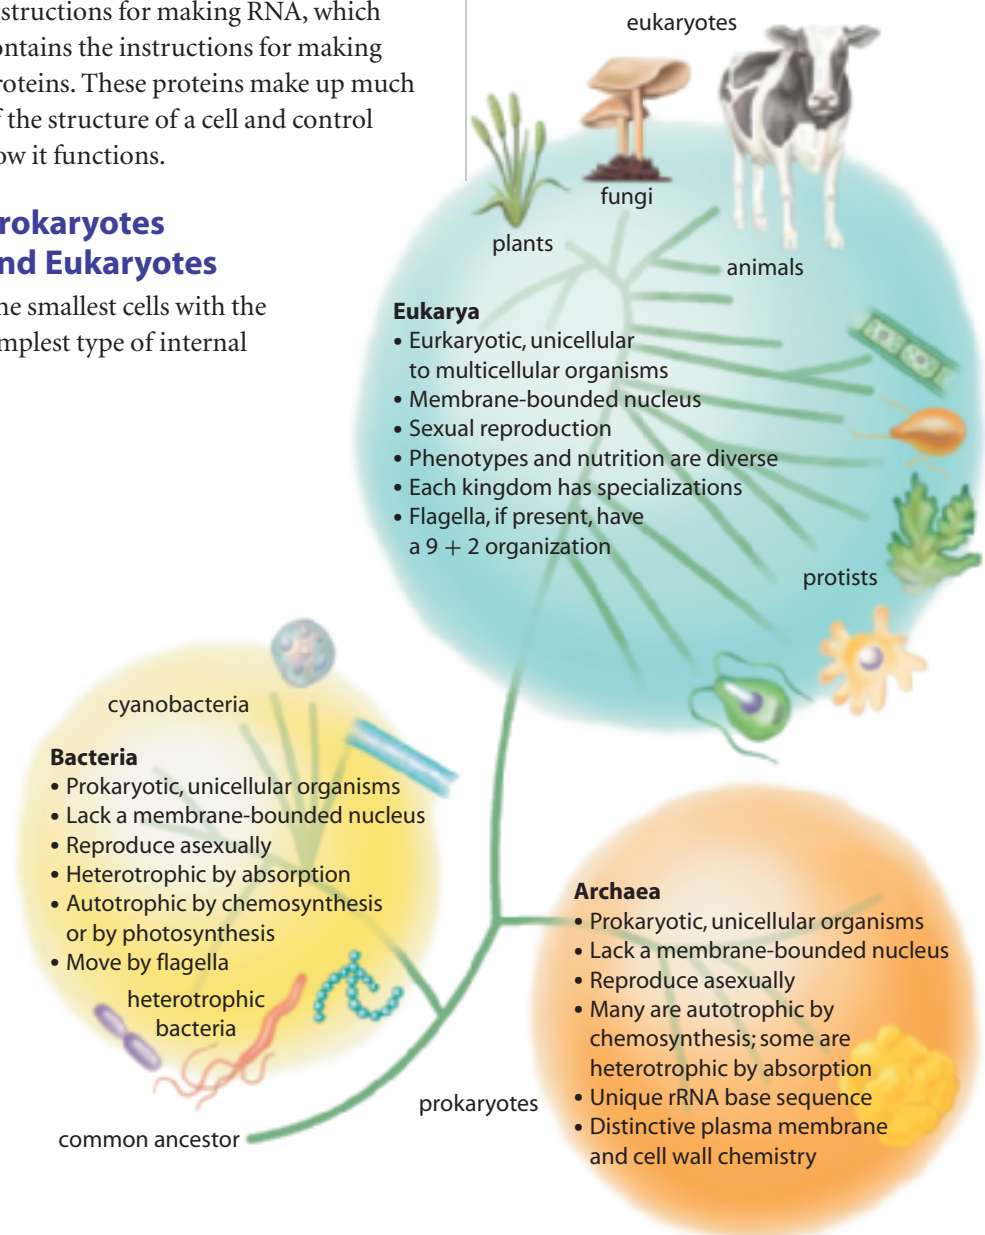 structions for making RNA, which
ontains the instructions for making
roteins. These proteins make up much
f the structure of a cell and control
ow it functions.
rokaryotes
nd Eukaryotes
he smallest cells with the
mplest type of internal
eukaryotes
fungi
plants
animals
Eukarya
• Eurkaryotic, unicellular
to multicellular organisms
• Membrane-bounded nucleus
• Sexual reproduction
• Phenotypes and nutrition are diverse
• Each kingdom has specializations
• Flagella, if present, have
a 9 + 2 organization
protists
cyanobacteria
Bacteria
• Prokaryotic, unicellular organisms
• Lack a membrane-bounded nucleus
• Reproduce asexually
• Heterotrophic by absorption
• Autotrophic by chemosynthesis
or by photosynthesis
• Move by flagella
heterotrophic
bacteria
Archaea
• Prokaryotic, unicellular organisms
• Lack a membrane-bounded nucleus
• Reproduce asexually
• Many are autotrophic by
chemosynthesis; some are
heterotrophic by absorption
• Unique rRNA base sequence
• Distinctive plasma membrane
and cell wall chemistry
prokaryotes
common ancestor